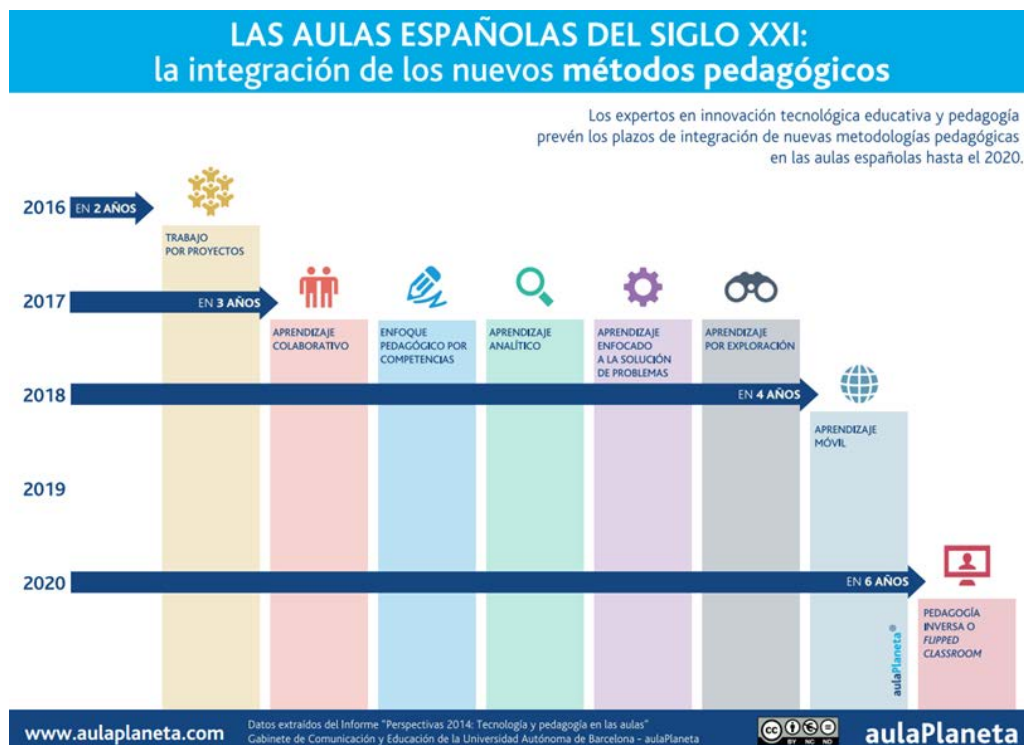 LAS AULAS ESPAÑOLAS DEL SIGLO XXI:
la integración de los nuevos métodos pedagógicos
Los expertos en innovación tecnológica educativa y pedagogía
prevén los plazos de integración de nuevas metodologías pedagógicas
en las aulas españolas hasta el 2020.
2016 EN 2 AÑOS
TRABAJO
POR PROYECTOS
2017 EN 3 AÑOS
APRENDIZAJE
COLABORATIVO
ENFOQUE
PEDAGÓGICO POR
COMPETENCIAS
APRENDIZAJE
ANALÍTICO
APRENDIZAJE
ENFOCADO
A LA SOLUCIÓN
DE PROBLEMAS
APRENDIZAJE
POR EXPLORACIÓN
2018 EN 4 AÑOS
APRENDIZAJE
MÓVIL
2019
2020 EN 6 AÑOS
PEDAGOGÍA
INVERSA O
FLIPPED
CLASSROOM
aulaPlaneta
www.aulaplaneta.com
Datos extraídos del Informe "Perspectivas 2014: Tecnología y pedagogía en las aulas"
Gabinete de Comunicación y Educación de la Universidad Autónoma de Barcelona - aulaPlaneta
cc
BY NC ND
aulaPlaneta